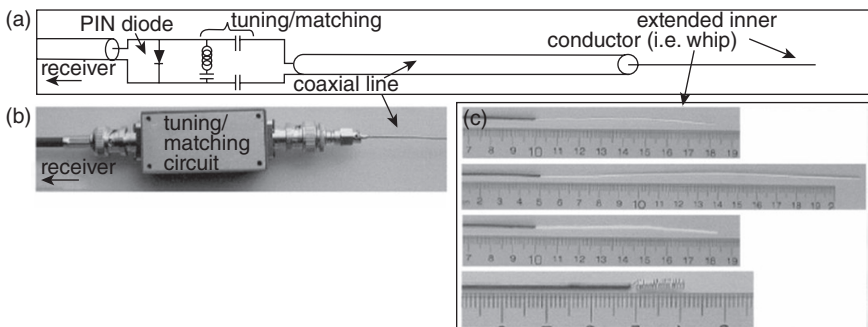 (a)
PIN diode
tuning/matching
extended inner
conductor (i.e. whip)
receiver
coaxial line
(b)
tuning/
matching
circuit
receiver
(c)
7 8 9 10 11 12 13 14 15 16 17 18 19
2 3 4 5 6 7 8 9 10 11 12 13 14 15 16 17 18 19 2
7 8 9 10 11 12 13 14 15 16 17 18 19